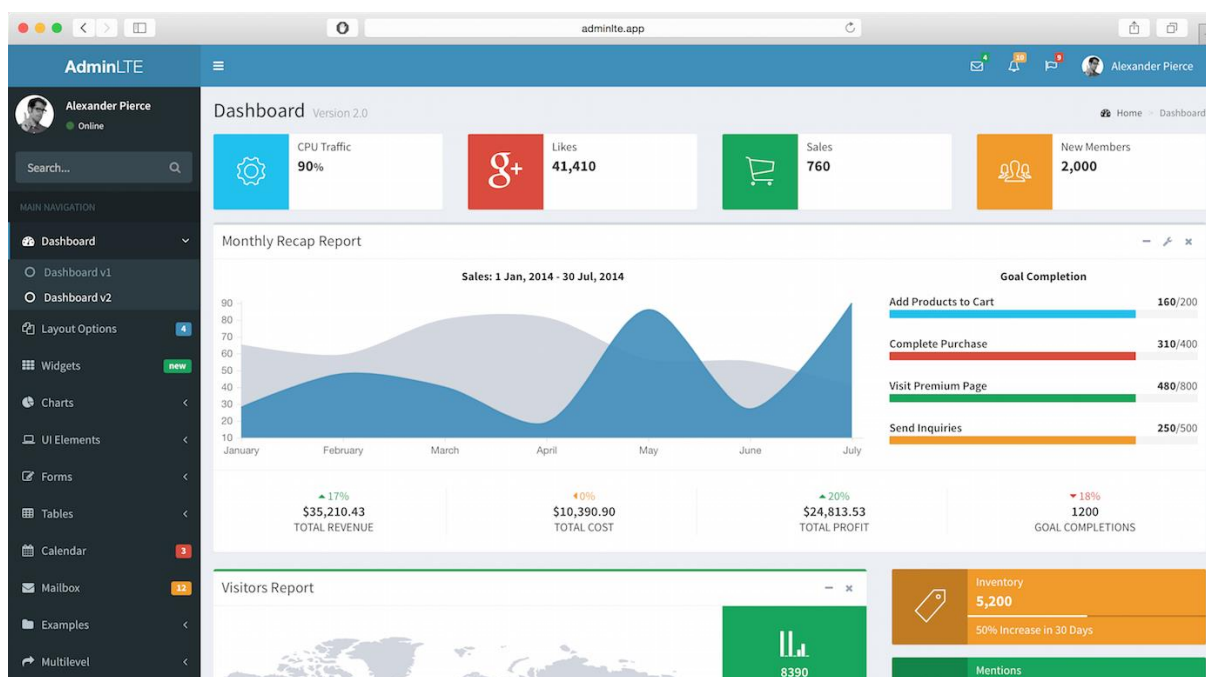 adminlte.app
AdminLTE
4
10
9
Alexander Pierce
Alexander Pierce
Online
Search...
MAIN NAVIGATION
Dashboard
Dashboard v1
Dashboard v2
Layout Options 4
Widgets new
Charts
UI Elements
Forms
Tables
Calendar 3
Mailbox 12
Examples
Multilevel
Dashboard Version 2.0
Home > Dashboard
CPU Traffic
90%
g+
Likes
41,410
Sales
760
New Members
2,000
Monthly Recap Report
Sales: 1 Jan, 2014 - 30 Jul, 2014
90
80
70
60
50
40
30
20
10
January February March April May June July
Goal Completion
Add Products to Cart 160/200
Complete Purchase 310/400
Visit Premium Page 480/800
Send Inquiries 250/500
17%
$35,210.43
TOTAL REVENUE
0%
$10,390.90
TOTAL COST
20%
$24,813.53
TOTAL PROFIT
18%
1200
GOAL COMPLETIONS
Visitors Report
8390
Inventory
5,200
50% Increase in 30 Days
Mentions